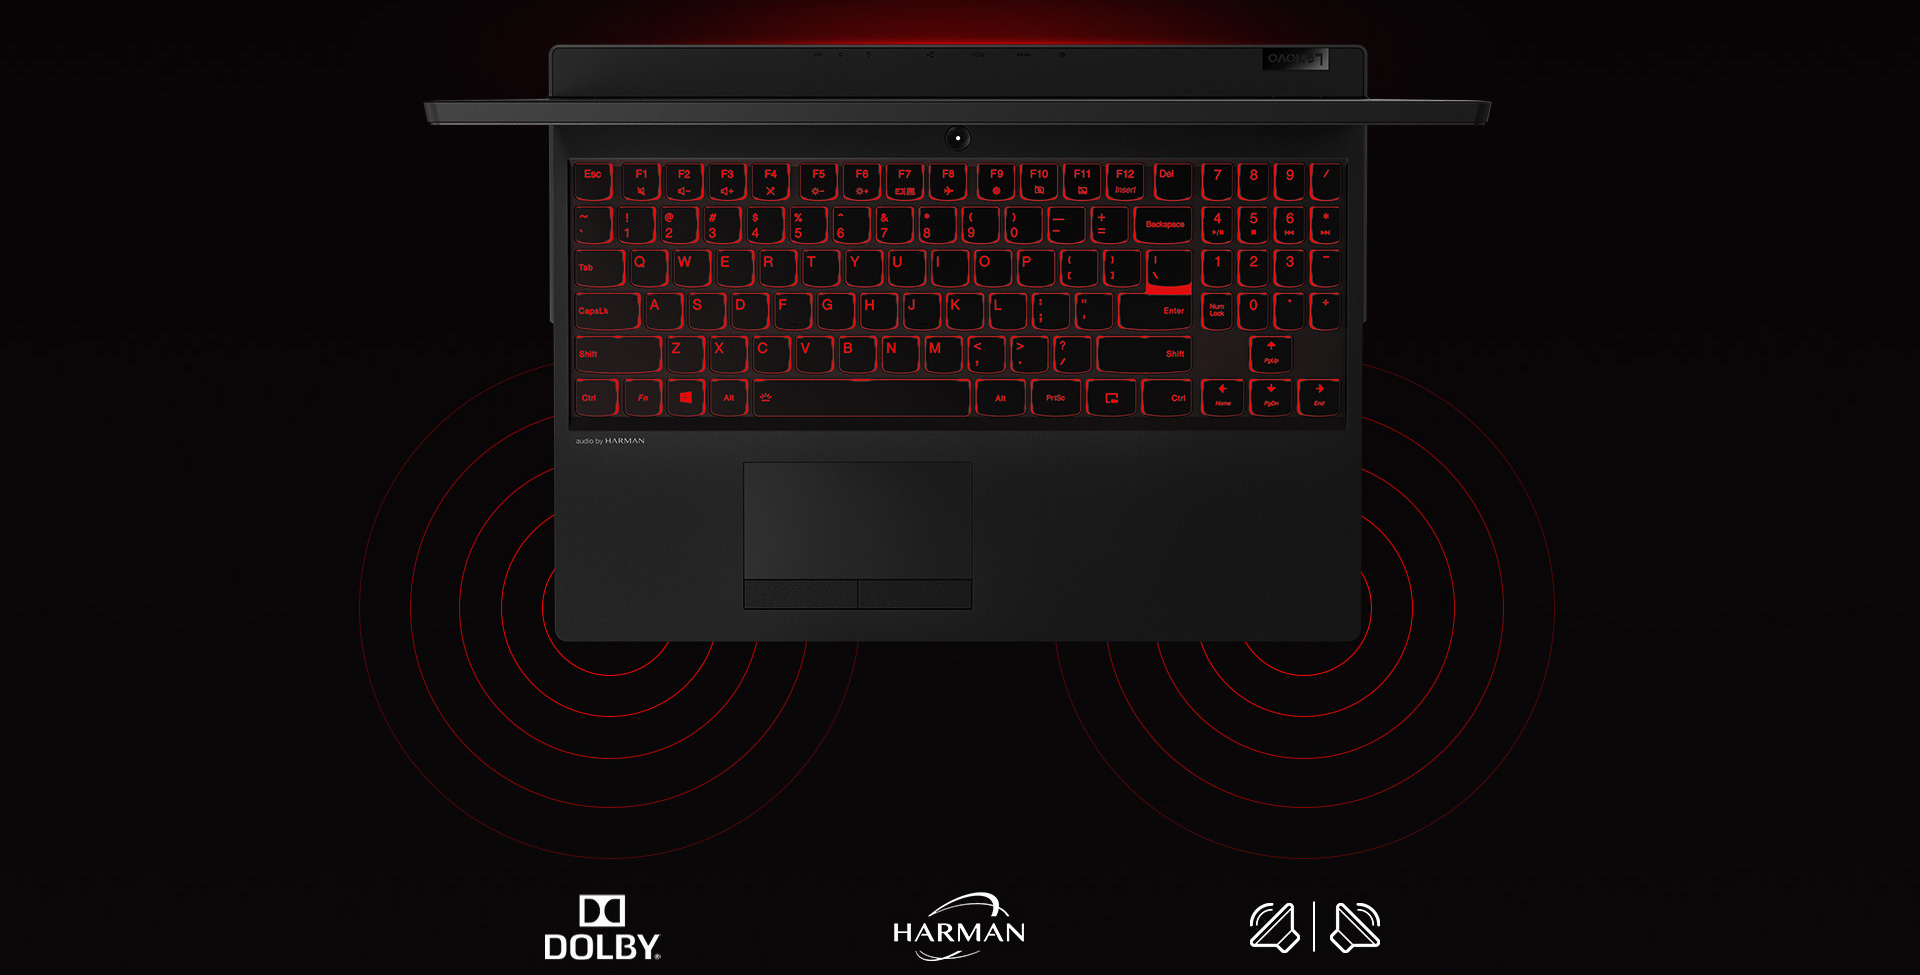 Lenovo
Esc F1 F2 F3 F4 F5 F6 F7 F8 F9 F10 F11 F12 Insert Del 7 8 9 /
~ ` ! 1 @ 2 # 3 $ 4 % 5 ^ 6 & 7 * 8 ( 9 ) 0 — - + = Backspace 4 5 6 *
Tab Q W E R T Y U I O P { [ } ] | \ 1 2 3 -
CapsLk A S D F G H J K L : ; " ' Enter Num Lock 0 . +
Shift Z X C V B N M < , > . ? / Shift PgUp
Ctrl Fn Alt Alt PrtSc Ctrl Home PgDn End
audio by HARMAN
DOLBY®
HARMAN